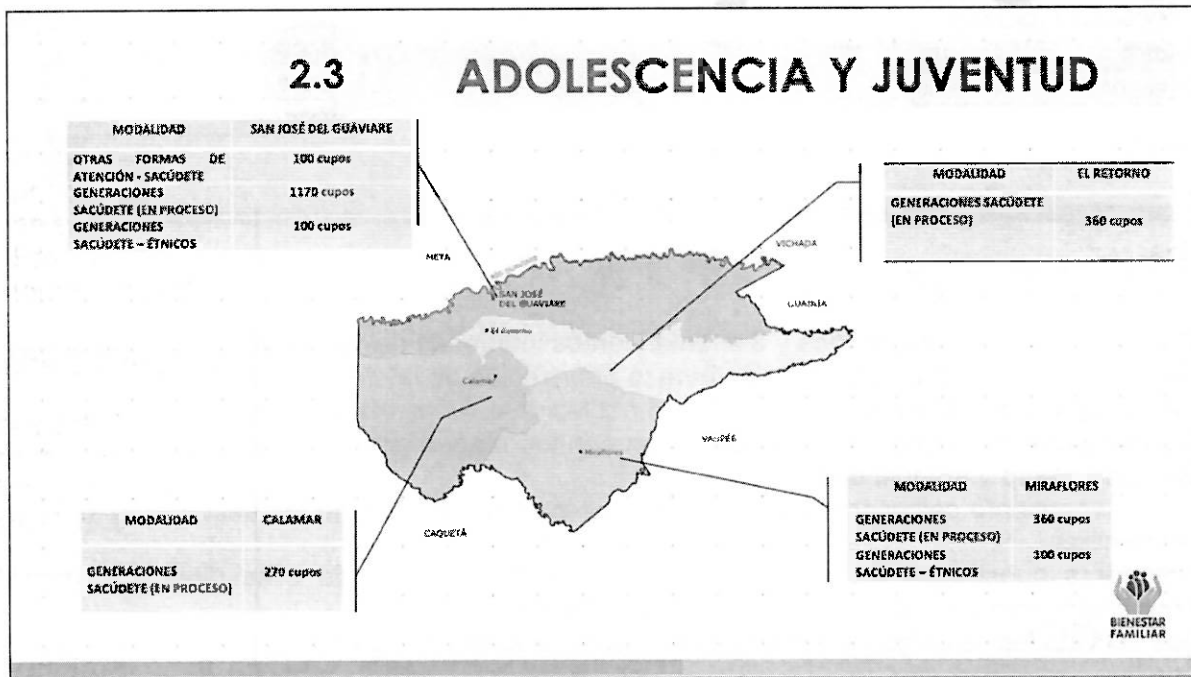 2.3 ADOLESCENCIA Y JUVENTUD
MODALIDAD SAN JOSÉ DEL GUAVIARE
OTRAS FORMAS DE ATENCIÓN - SACÚDETE 100 cupos
GENERACIONES SACÚDETE (EN PROCESO) 1170 cupos
GENERACIONES SACÚDETE – ÉTNICOS 100 cupos
MODALIDAD EL RETORNO
GENERACIONES SACÚDETE (EN PROCESO) 360 cupos
META
VICHADA
GUAINÍA
SAN JOSÉ
DEL GUAVIARE
El Retorno
Calamar
VAUPÉS
Miraflores
CAQUETÁ
MODALIDAD CALAMAR
GENERACIONES SACÚDETE (EN PROCESO) 270 cupos
MODALIDAD MIRAFLORES
GENERACIONES SACÚDETE (EN PROCESO) 360 cupos
GENERACIONES SACÚDETE – ÉTNICOS 300 cupos
BIENESTAR
FAMILIAR